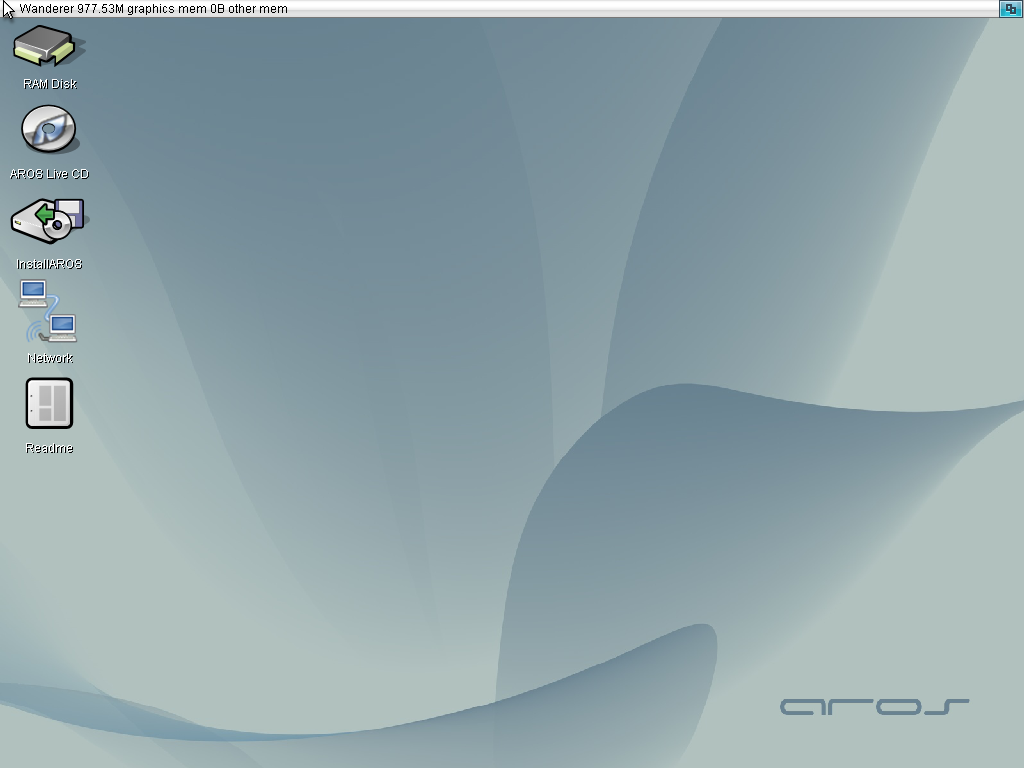 Wanderer 977.53M graphics mem 0B other mem
RAM Disk
AROS Live CD
InstallAROS
Network
Readme
aros